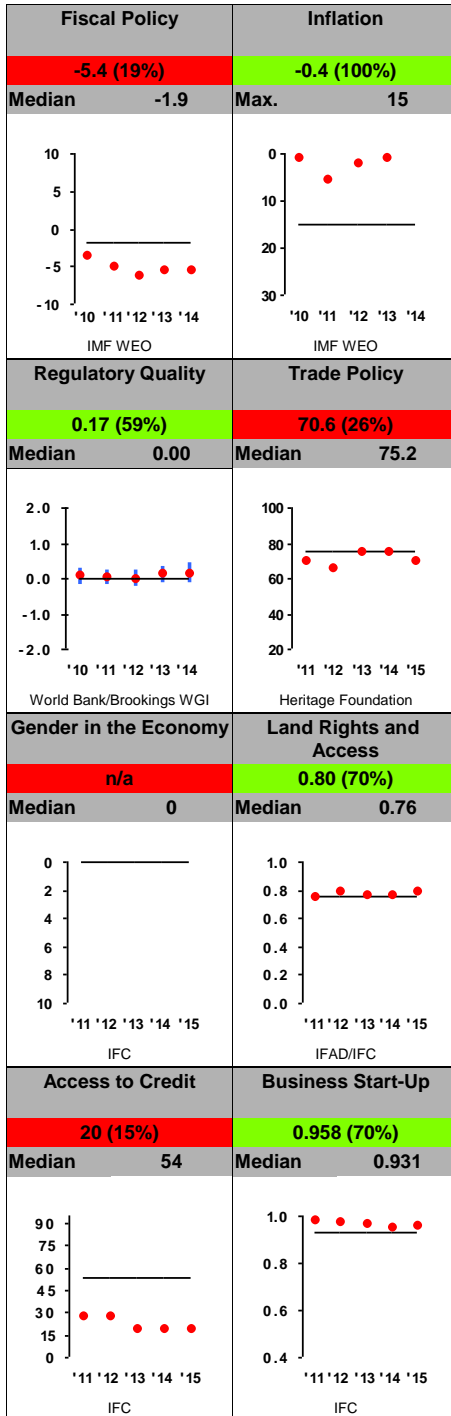 Fiscal Policy
-5.4 (19%)
Median -1.9
10
5
0
-5
-10
'10 '11 '12 '13 '14
IMF WEO
Inflation
-0.4 (100%)
Max. 15
0
10
20
30
'10 '11 '12 '13 '14
IMF WEO
Regulatory Quality
0.17 (59%)
Median 0.00
2.0
1.0
0.0
-1.0
-2.0
'10 '11 '12 '13 '14
World Bank/Brookings WGI
Trade Policy
70.6 (26%)
Median 75.2
100
80
60
40
20
'11 '12 '13 '14 '15
Heritage Foundation
Gender in the Economy
n/a
Median 0
0
2
4
6
8
10
'11 '12 '13 '14 '15
IFC
Land Rights and
Access
0.80 (70%)
Median 0.76
1.0
0.8
0.6
0.4
0.2
0.0
'11 '12 '13 '14 '15
IFAD/IFC
Access to Credit
20 (15%)
Median 54
90
75
60
45
30
15
0
'11 '12 '13 '14 '15
IFC
Business Start-Up
0.958 (70%)
Median 0.931
1.0
0.8
0.6
0.4
'11 '12 '13 '14 '15
IFC